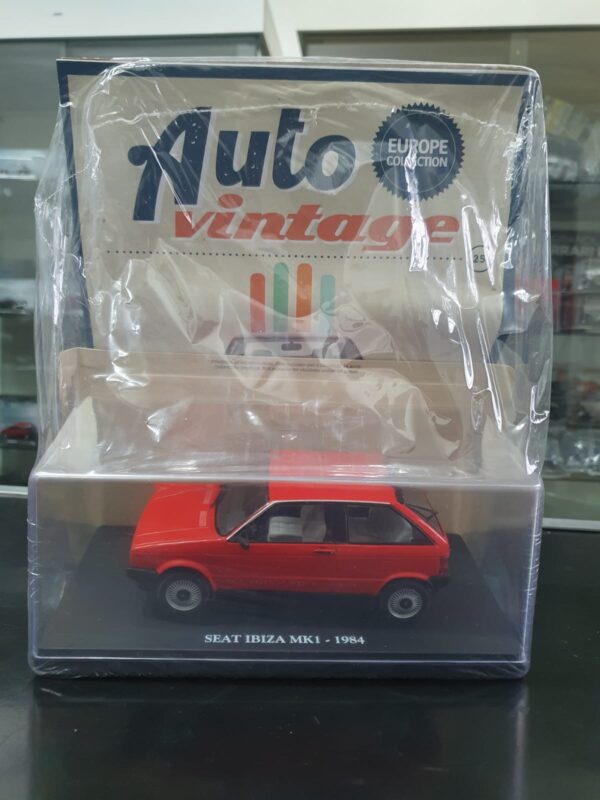 Auto
EUROPE
COLLECTION
vintage
25
SEAT IBIZA MK1 - 1984